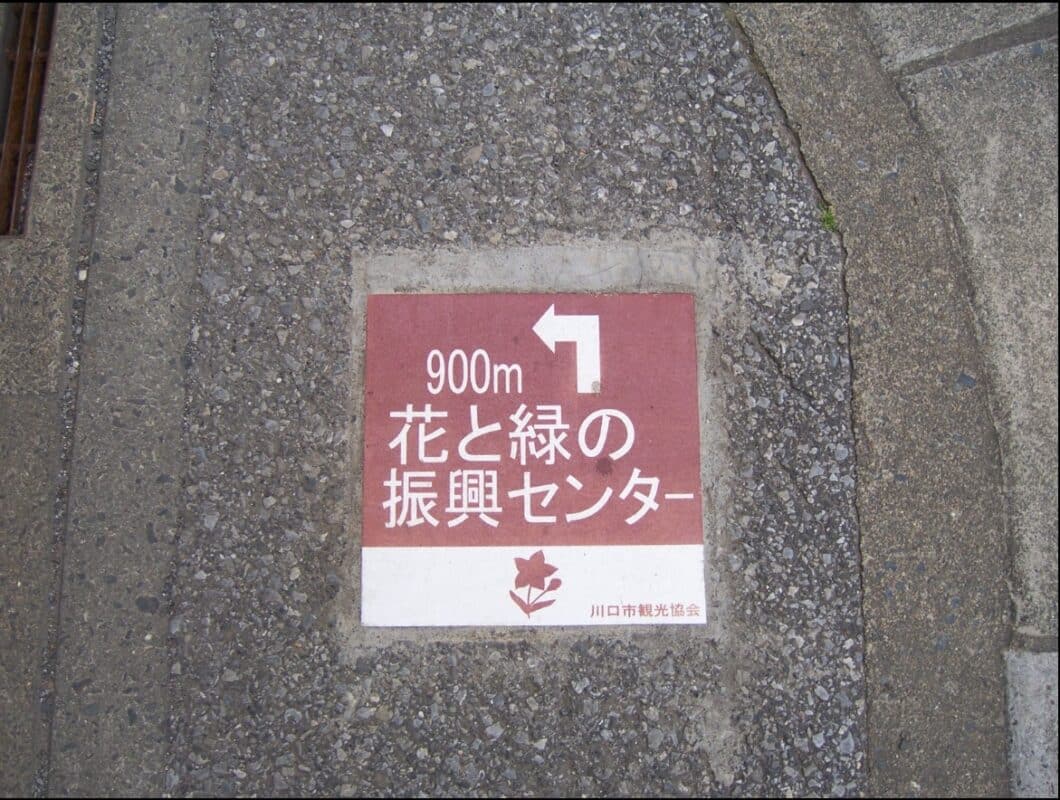 900m
花と緑の
振興センター
川口市観光協会